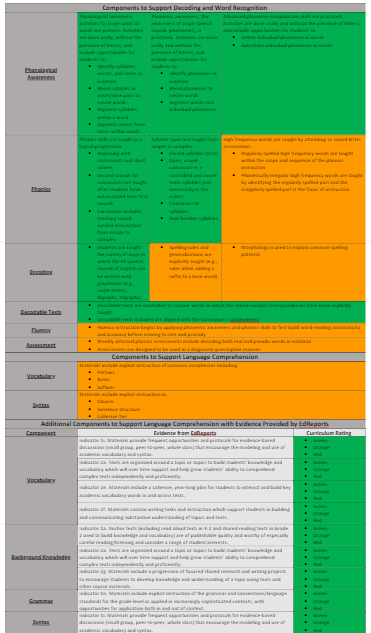 Components to Support Decoding and Word Recognition
Phonological
Awareness
Phonological awareness
activities for larger units of
words are present. Activities
are done orally, without the
presence of letters, and
include opportunities for
students to:
Identify syllables,
onsets, and rimes in
isolation
Blend syllables or
onset/rime pairs to
create words
Segment syllables
within a word
Segment onsets from
rimes within words
Phonemic awareness, the
awareness of single-speech
sounds (phonemes), is
practiced. Activities are done
orally and without the
presence of letters, and
include opportunities for
students to:
Identify phonemes in
isolation
Blend phonemes to
create words
Segment words into
individual phonemes
Advanced phoneme manipulation skills are practiced.
Activities are done orally and without the presence of letters,
and include opportunities for students to:
Delete individual phonemes in words
Substitute individual phonemes in words
Phonics
Phonics skills are taught in a
logical progression:
Beginning with
consonants and short
vowels
Second sounds for
consonants are taught
after students have
Curriculum includes
teaching sound-
symbol associations
from simple to
complex
Syllable types are taught from
simple to complex.
Closed syllables (CVC)
Open, vowel-
consonant-e, r-
controlled and vowel
team syllables (not
necessarily in this
order)
Consonant-le
syllables
Rule breaker syllables
High frequency words are taught by attending to sound-letter
associations:
Regularly spelled high frequency words are taught
within the scope and sequence of the phonics
instruction
Phonetically irregular high frequency words are taught
by identifying the regularly spelled part and the
irregularly spelled part is the focus of instruction
Encoding
Students are taught
the variety of ways in
which the 44 speech
sounds of English can
be written with
graphemes (e.g.,
single letters,
digraphs, trigraphs)
Spelling rules and
generalizations are
explicitly taught (e.g.,
rules when adding a
suffix to a base word)
Morphology is used to explain common spelling
patterns
Decodable Texts
Decodable texts are controlled to consist of words in which the sound-symbol correspondences have been explicitly
taught
Decodable texts included are aligned with the curriculum's
Fluency
Fluency instruction begins by applying phonemic awareness and phonics skills to first build word-reading automaticity
and accuracy before moving to rate and prosody
Assessment
Weekly informal phonics assessments include decoding both real and pseudo-words in isolation
Assessments are designed to be used in a diagnostic-prescriptive manner
Components to Support Language Comprehension
Vocabulary
Materials include explicit instruction of common morphemes including:
Prefixes
Bases
Suffixes
Syntax
Materials include explicit instruction in:
Clauses
Sentence Structure
Cohesive Ties
Additional Components to Support Language Comprehension with Evidence Provided by EdReports
Component
Evidence from EdReports
Curriculum Rating
Vocabulary
Materials provide frequent opportunities and protocols for evidence-based
discussions (small group, peer-to-peer, whole class) that encourage the modeling and use of
academic vocabulary and syntax.
Green
Orange
Red
Indicator 2a. Texts are organized around a topic or topics to build students' knowledge and
vocabulary which will over time support and help grow students' ability to comprehend
complex texts independently and proficiently.
Green
Orange
Red
Indicator 2e. Materials include a cohesive, year-long plan for students to interact and build key
academic vocabulary words in and across texts.
Green
Orange
Red
Indicator 2f. Materials contain writing tasks and instruction which support students in building
and communicating substantive understanding of topics and texts.
Green
Orange
Red
Background Knowledge
Indicator 1a. Anchor texts (including read aloud texts in K-2 and shared reading texts in Grade
2 used to build knowledge and vocabulary) are of publishable quality and worthy of especially
careful reading/listening and consider a range of student interests.
Green
Orange
Red
Indicator 2a. Texts are organized around a topic or topics to build students' knowledge and
vocabulary which will over time support and help grow students' ability to comprehend
complex texts independently and proficiently.
Green
Orange
Red
Indicator 2g. Materials include a progression of focused shared research and writing projects
to encourage students to develop knowledge and understanding of a topic using texts and
other source materials.
Green
Orange
Red
Grammar
Materials include explicit instruction of the grammar and conventions/language
standards for the grade level as applied in increasingly sophisticated contexts, with
opportunities for application both in and out of context.
Green
Orange
Red
Syntax
Materials provide frequent opportunities and protocols for evidence-based
discussions (small group, peer-to-peer, whole class) that encourage the modeling and use of
academic vocabulary and syntax.
Green
Orange
Red